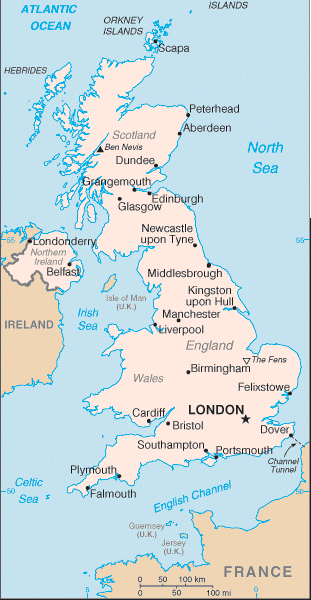 ATLANTIC
OCEAN
ORKNEY
ISLANDS
ISLANDS
Scapa
HEBRIDES
Peterhead
Scotland
Aberdeen
Ben Nevis
North
Sea
Dundee
Grangemouth
Edinburgh
Glasgow
Newcastle
upon Tyne
55
Londonderry
55
Northern
Ireland
Belfast
Middlesbrough
Isle of Man
(U.K.)
Kingston
upon Hull
Irish
Sea
Manchester
IRELAND
Liverpool
England
The Fens
Birmingham
Wales
Felixstowe
LONDON
Cardiff
Bristol
Dover
Southampton
Portsmouth
Channel
Tunnel
Plymouth
Celtic
Sea
50
Falmouth
50
English Channel
Guernsey
(U.K.)
Jersey
(U.K.)
FRANCE
0 50 100 km
0 50 100 mi
5
0